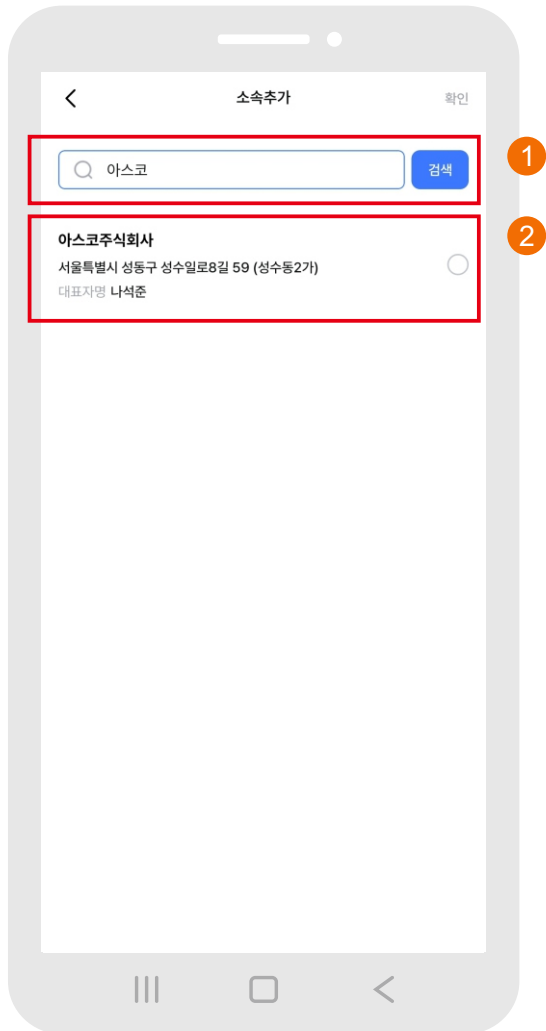 소속추가 확인
아스코 검색 1
2
아스코주식회사
서울특별시 성동구 성수일로8길 59 (성수동2가)
대표자명 나석준